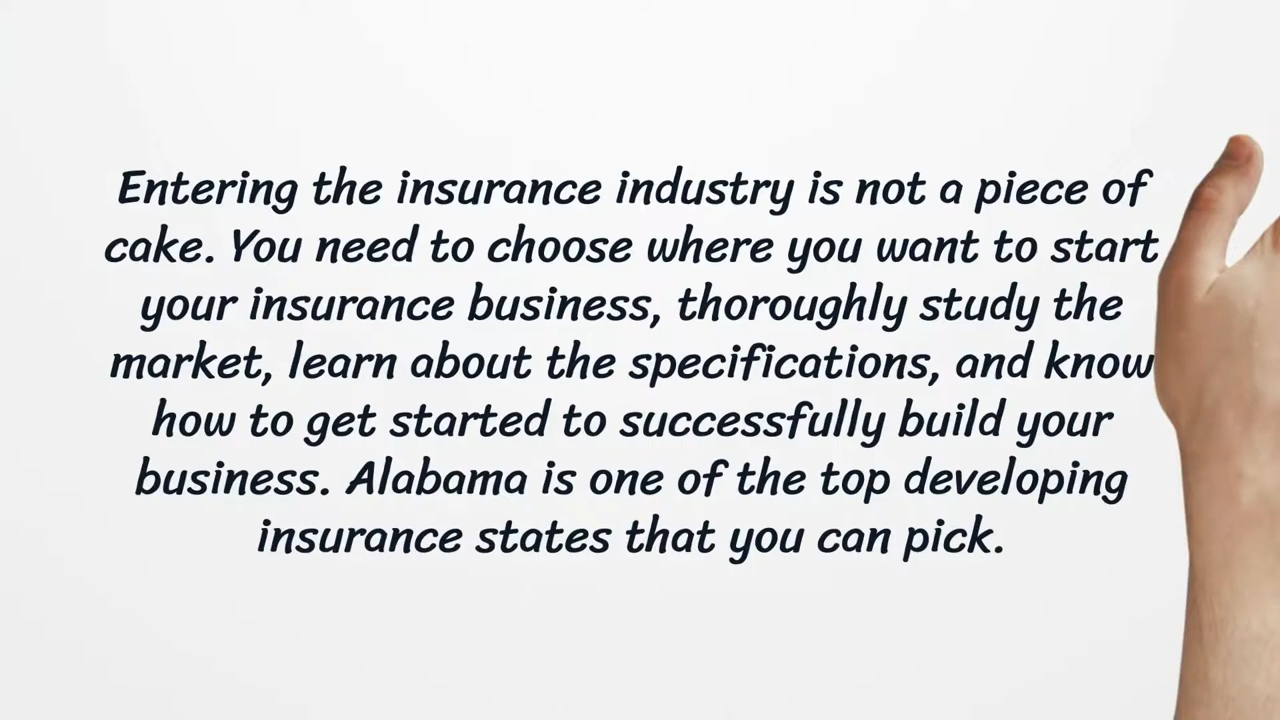 Entering the insurance industry is not a piece of
cake. You need to choose where you want to start
your insurance business, thoroughly study the
market, learn about the specifications, and know
how to get started to successfully build your
business. Alabama is one of the top developing
insurance states that you can pick.